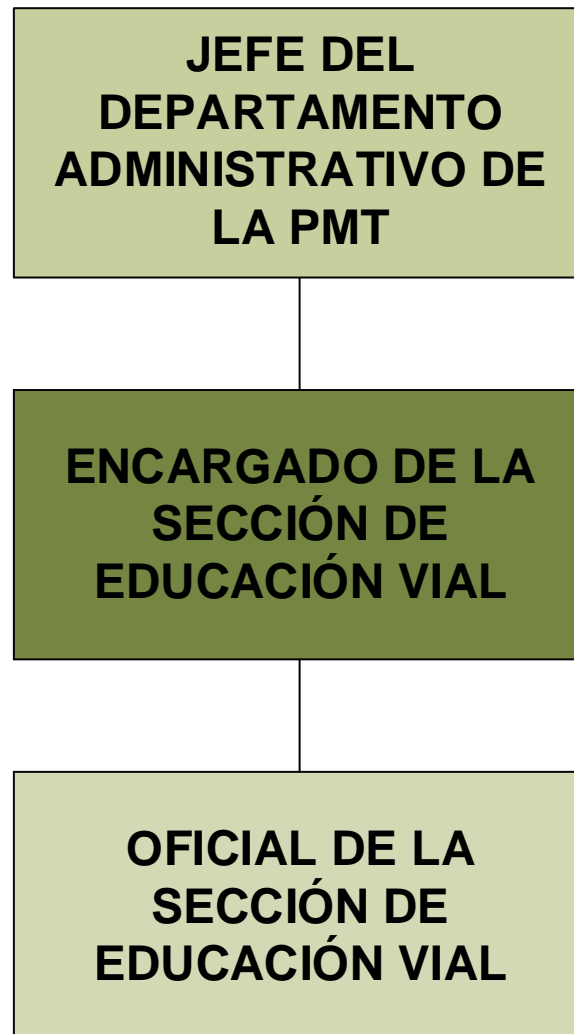 JEFE DEL
DEPARTAMENTO
ADMINISTRATIVO DE
LA PMT
ENCARGADO DE LA
SECCIÓN DE
EDUCACIÓN VIAL
OFICIAL DE LA
SECCIÓN DE
EDUCACIÓN VIAL